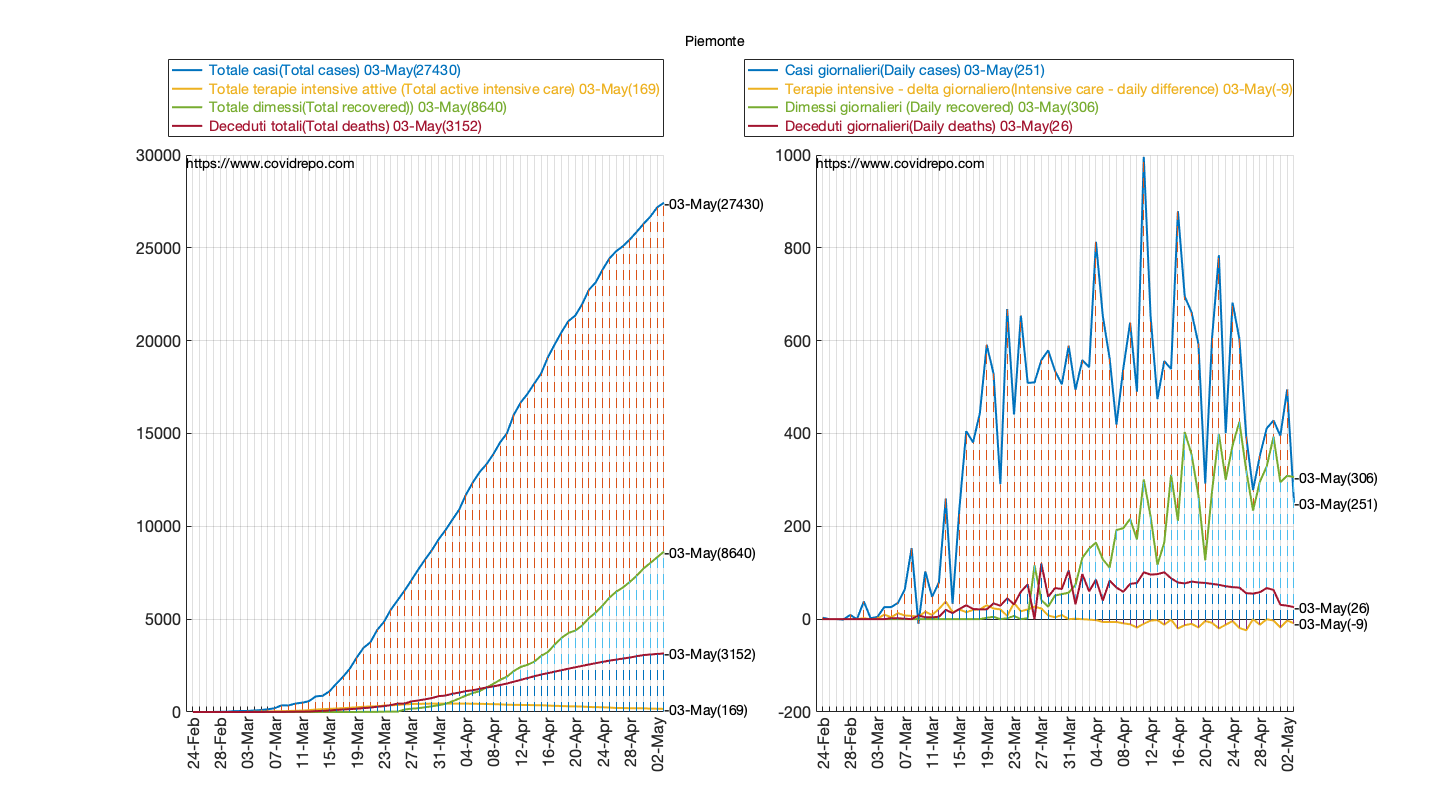 Piemonte
Totale casi(Total cases) 03-May(27430)
Totale terapie intensive attive (Total active intensive care) 03-May(169)
Totale dimessi(Total recovered)) 03-May(8640)
Deceduti totali(Total deaths) 03-May(3152)
https://www.covidrepo.com
30000
25000
20000
15000
10000
5000
0
-03-May(27430)
-03-May(8640)
-03-May(3152)
-03-May(169)
24-Feb
28-Feb
03-Mar
07-Mar
11-Mar
15-Mar
19-Mar
23-Mar
27-Mar
31-Mar
04-Apr
08-Apr
12-Apr
16-Apr
20-Apr
24-Apr
28-Apr
02-May
Casi giornalieri(Daily cases) 03-May(251)
Terapie intensive - delta giornaliero(Intensive care - daily difference) 03-May(-9)
Dimessi giornalieri (Daily recovered) 03-May(306)
Deceduti giornalieri(Daily deaths) 03-May(26)
https://www.covidrepo.com
1000
800
600
400
200
0
-200
-03-May(306)
-03-May(251)
-03-May(26)
-03-May(-9)
24-Feb
28-Feb
03-Mar
07-Mar
11-Mar
15-Mar
19-Mar
23-Mar
27-Mar
31-Mar
04-Apr
08-Apr
12-Apr
16-Apr
20-Apr
24-Apr
28-Apr
02-May